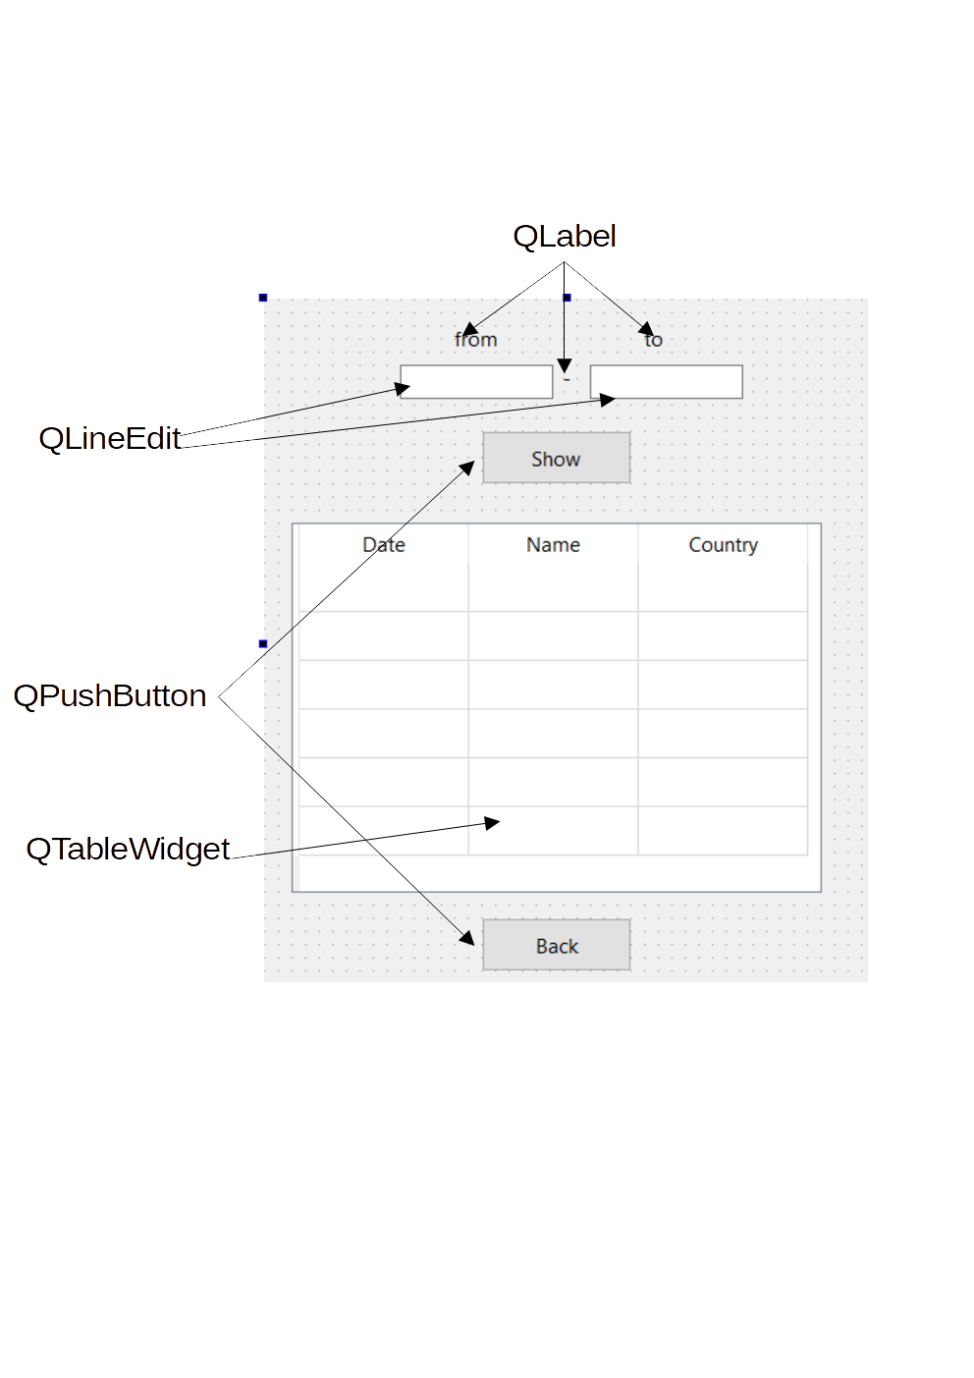 QLabel
from to
-
QLineEdit
Show
Date Name Country
QPushButton
QTableWidget
Back